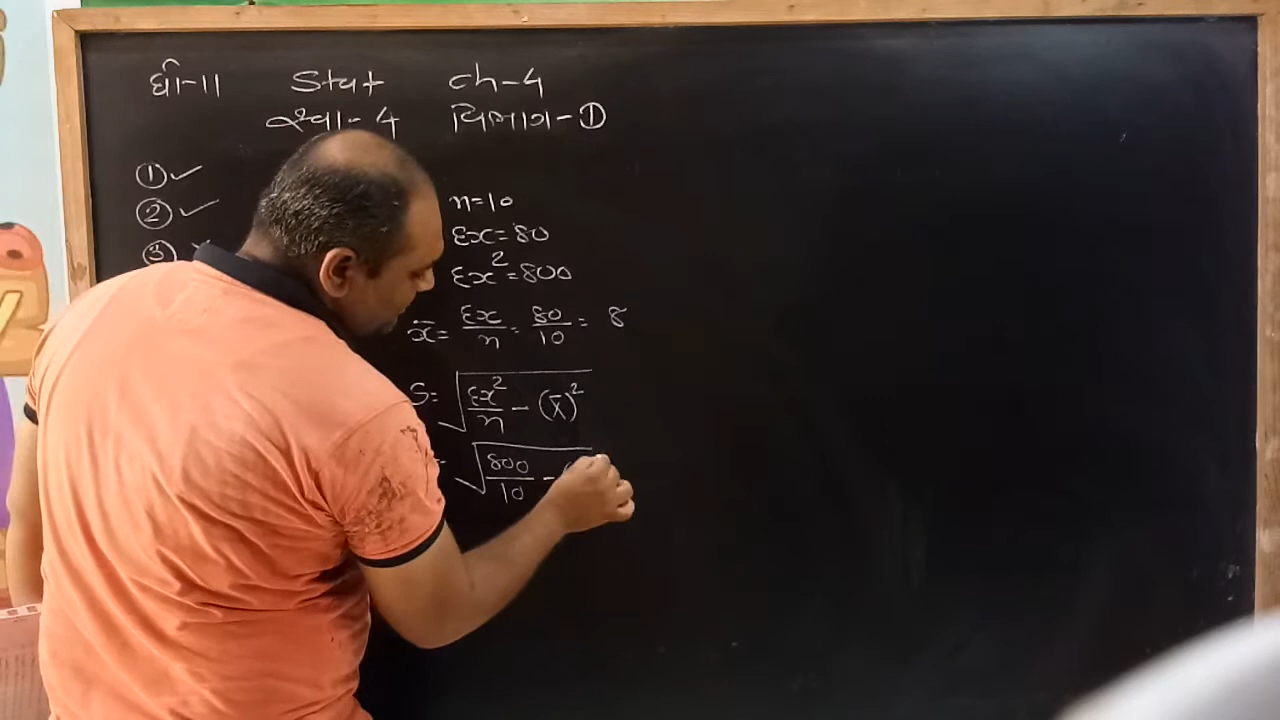 ધો-11 Stat ch-4
સ્વા-4 વિભાગ-D
① ✓
② ✓
③
n=10
Σx=80
Σx²=800
x̄ = Σx/n = 80/10 = 8
S= √(Σx²/n - (x̄)²)
= √(800/10 - (